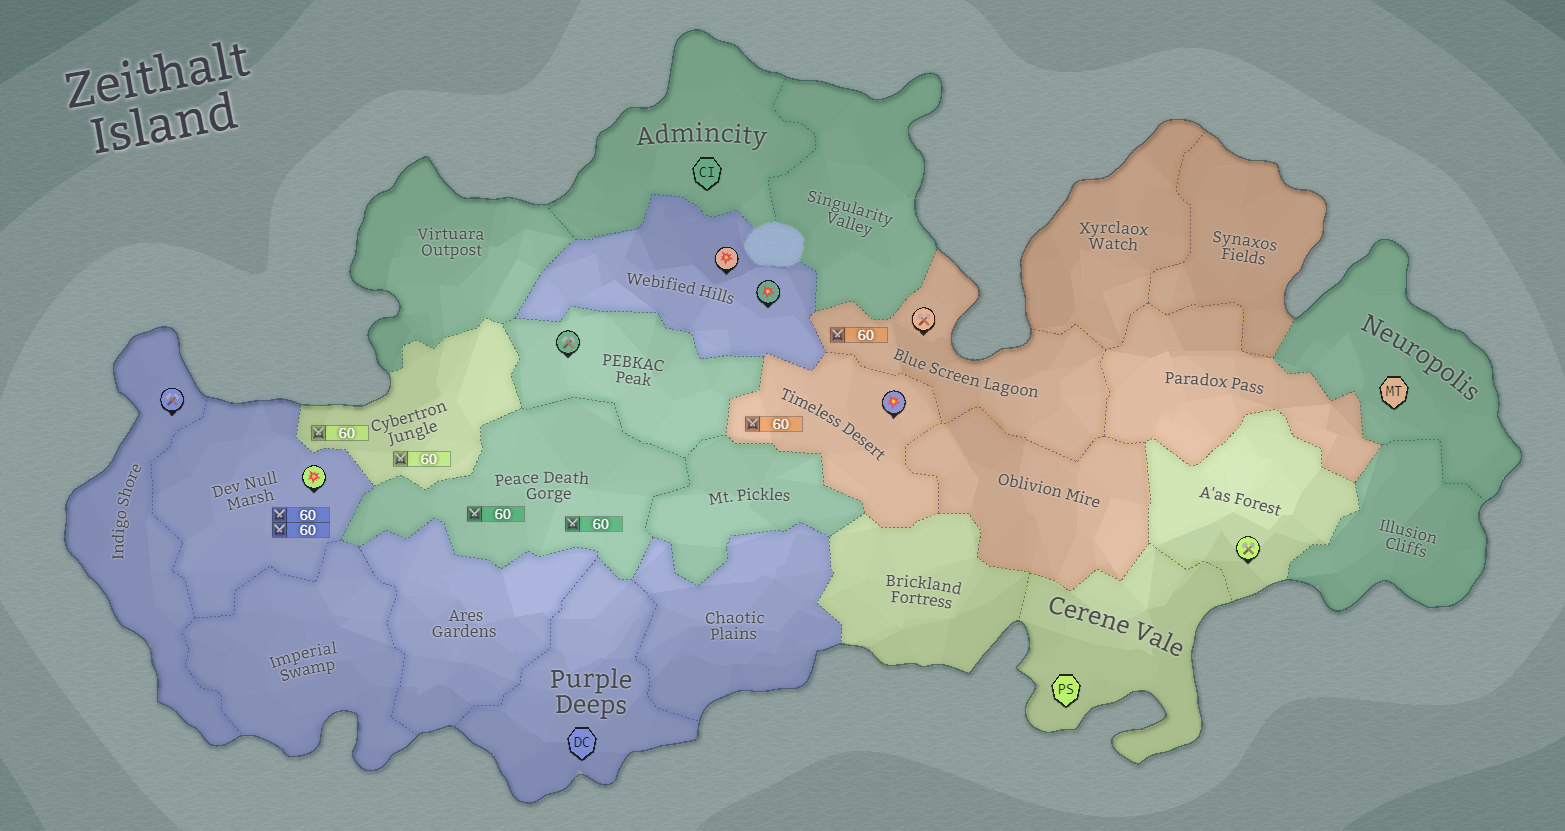 Zeithalt
Island
Admincity
CI
Singularity
Valley
Virtuara
Outpost
Webified Hills
Xyrclaox
Watch
Synaxos
Fields
Neuropolis
MT
60
Blue Screen Lagoon
PEBKAC
Peak
Paradox Pass
Timeless Desert
60
Cybertron
Jungle
60
60
Indigo Shore
Dev Null
Marsh
60
60
Peace Death
Gorge
60
60
Mt. Pickles
Oblivion Mire
A'as Forest
Illusion
Cliffs
Brickland
Fortress
Cerene Vale
PS
Ares
Gardens
Chaotic
Plains
Imperial
Swamp
Purple
Deeps
DC